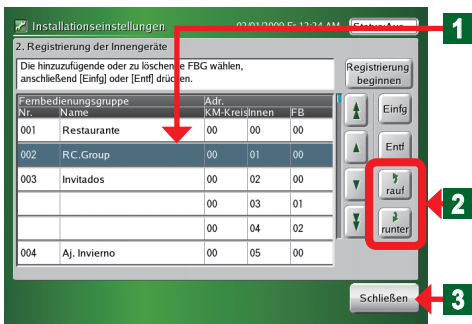 Installationseinstellungen
1
2. Registrierung der Innengeräte
Die hinzuzufügende oder zu löschende FBG wählen,
anschließend [Einfg] oder [Entf] drücken.
Registrierung
beginnen
Fernbedienungsgruppe Adr.
Nr. Name KM-Kreis Innen FB
001 Restaurante 00 00 00
002 RC.Group 00 01 00
003 Invitados 00 02 00
00 03 01
00 04 02
004 Aj. Invierno 00 05 00
Einfg
Entf
rauf
runter
2
Schließen
3